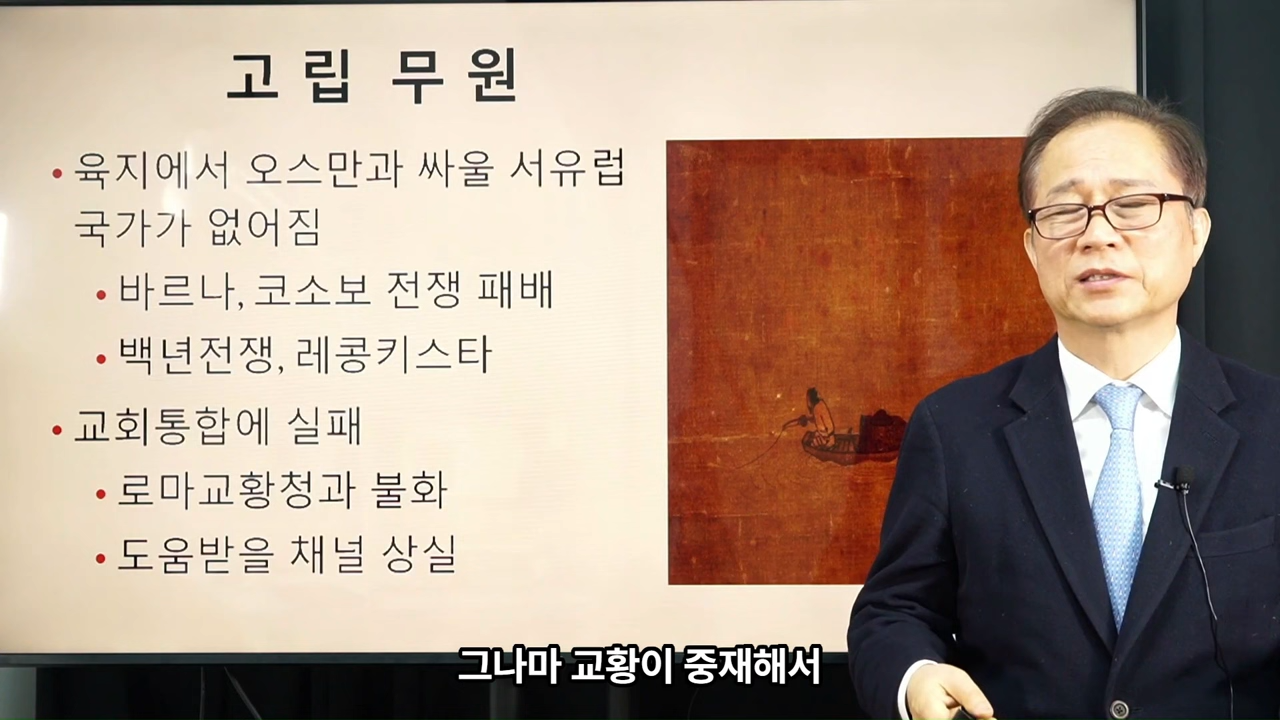 고립 무원
• 육지에서 오스만과 싸울 서유럽
국가가 없어짐
• 바르나, 코소보 전쟁 패배
• 백년전쟁, 레콩키스타
• 교회통합에 실패
• 로마교황청과 불화
• 도움받을 채널 상실
그나마 교황이 중재해서